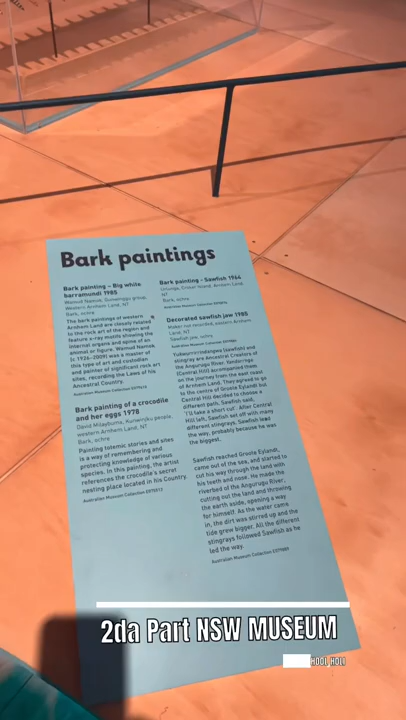 Bark paintings
Bark painting – Big white
barramundi 1985
Western Arnhem Land, NT
Bark, ochre
The bark paintings of western
Arnhem Land are closely related
to the rock art of the region and
feature x-ray motifs showing the
internal organs and spine of an
animal or figure. Wamud Namok
(c 1926-2009) was a master of
this type of art and custodian
and painter of significant rock art
sites, recording the Laws of his
Ancestral Country.
Australian Museum Collection
Bark painting of a crocodile
and her eggs 1978
David Milaybuma, Kunwinjku people,
western Arnhem Land, NT
Bark, ochre
Painting totemic stories and sites
is a way of remembering and
protecting knowledge of various
species. In this painting, the artist
references the crocodile's secret
nesting place located in his Country.
Australian Museum Collection
Bark painting – Sawfish 1964
Groote Eylandt, Arnhem Land,
NT
Bark, ochre
Australian Museum Collection
Decorated sawfish jaw 1985
Maker not recorded, eastern Arnhem
Land, NT
Sawfish jaw, ochre
Australian Museum Collection
(Sawfish) and
stingray are Ancestral Creators of
the Angurugu River.
(Central Hill) accompanied them
on the journey from the east coast
of Arnhem Land. They agreed to go
to the centre of Groote Eylandt but
Central Hill decided to choose a
different path. Sawfish said,
'I'll take a short cut'. After Central
Hill left, Sawfish set off with many
different stingrays. Sawfish lead
the way, probably because he was
the biggest.
Sawfish reached Groote Eylandt,
came out of the sea, and started to
cut his way through the land with
his teeth and nose. He made the
riverbed of the Angurugu River,
cutting out the land and throwing
the earth aside, opening a way
for himself. As the water came
in, the dirt was stirred up and the
tide grew bigger. All the different
stingrays followed Sawfish as he
led the way.
Australian Museum Collection
2da Part NSW MUSEUM